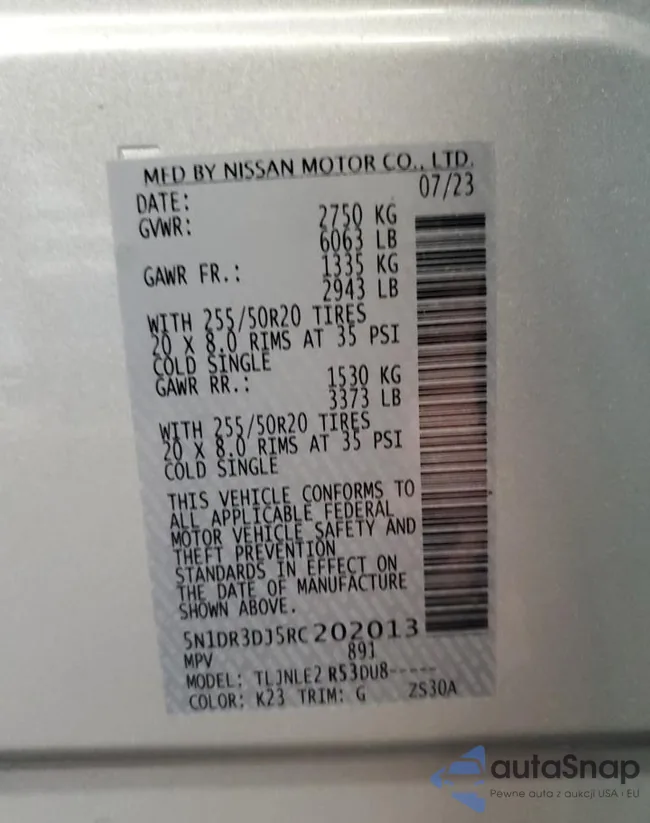 MFD BY NISSAN MOTOR CO., LTD.
DATE: 07/23
GVWR: 2750 KG
6063 LB
GAWR FR.: 1335 KG
2943 LB
WITH 255/50R20 TIRES
20 X 8.0 RIMS AT 35 PSI
COLD SINGLE
GAWR RR.: 1530 KG
3373 LB
WITH 255/50R20 TIRES
20 X 8.0 RIMS AT 35 PSI
COLD SINGLE
THIS VEHICLE CONFORMS TO
ALL APPLICABLE FEDERAL
MOTOR VEHICLE SAFETY AND
THEFT PREVENTION
STANDARDS IN EFFECT ON
THE DATE OF MANUFACTURE
SHOWN ABOVE.
5N1DR3DJ5RC202013
MPV 891
MODEL: TLJNLE2 R53DU8-----
COLOR: K23 TRIM: G ZS30A
autaSnap
Pewne auta z aukcji USA i EU